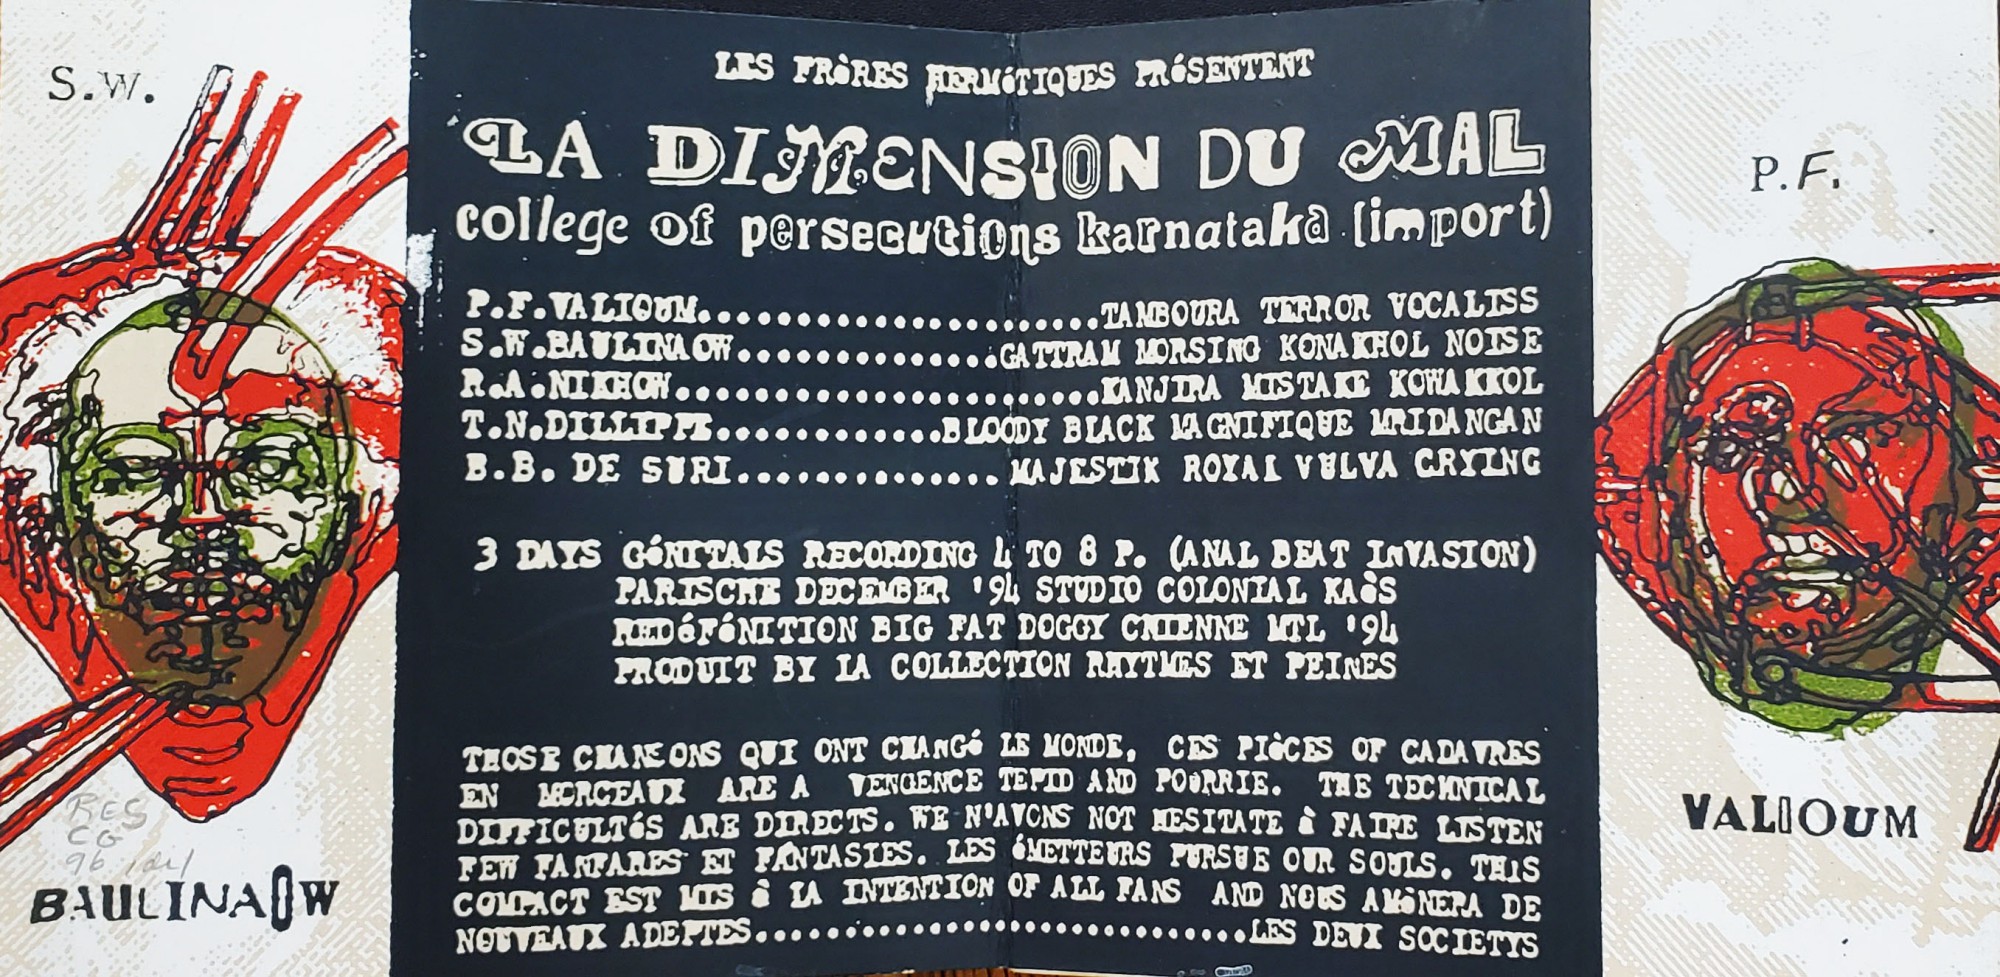 S.W.
BAULINAOW
RES
CG
96
LES FRèRES HERMéTIQUES PRéSENTENT
LA DIMENSION DU MAL
college of persecutions karnataka (import)
P.F.VALIOUM......................TAMBOURA TERROR VOCALISS
S.W.BAULINAOW..............GATTRAM MORSING KONAKHOL NOISE
R.A.NIKHOW......................KANJIRA MISTAKE KOWAKKOL
T.N.DILLIPPE............BLOODY BLACK MAGNIFIQUE MRIDANGAN
B.B. DE SURI..............MAJESTIK ROYAL VULVA CRYING
3 DAYS GéNITALS RECORDING 4 TO 8 P. (ANAL BEAT INVASION)
PARISCHE DECEMBER '94 STUDIO COLONIAL KAòS
REDéFéNITION BIG FAT DOGGY CHIENNE MTL '94
PRODUIT BY LA COLLECTION RHYTMES ET PEINES
THOSE CHANSONS QUI ONT CHANGé LE MONDE, CES PIèCES OF CADAVRES
EN MORCEAUX ARE A VENGENCE TEPID AND POURRIE. THE TECHNICAL
DIFFICULTéS ARE DIRECTS. WE N'AVONS NOT HESITATE à FAIRE LISTEN
FEW FANFARES ET FANTASIES. LES éMETTEURS PURSUE OUR SOULS. THIS
COMPACT EST MIS à LA INTENTION OF ALL FANS AND NOUS AMèNERA DE
NOUVEAUX ADEPTES..............................LES DEUX SOCIETYS
P.F.
VALIOUM